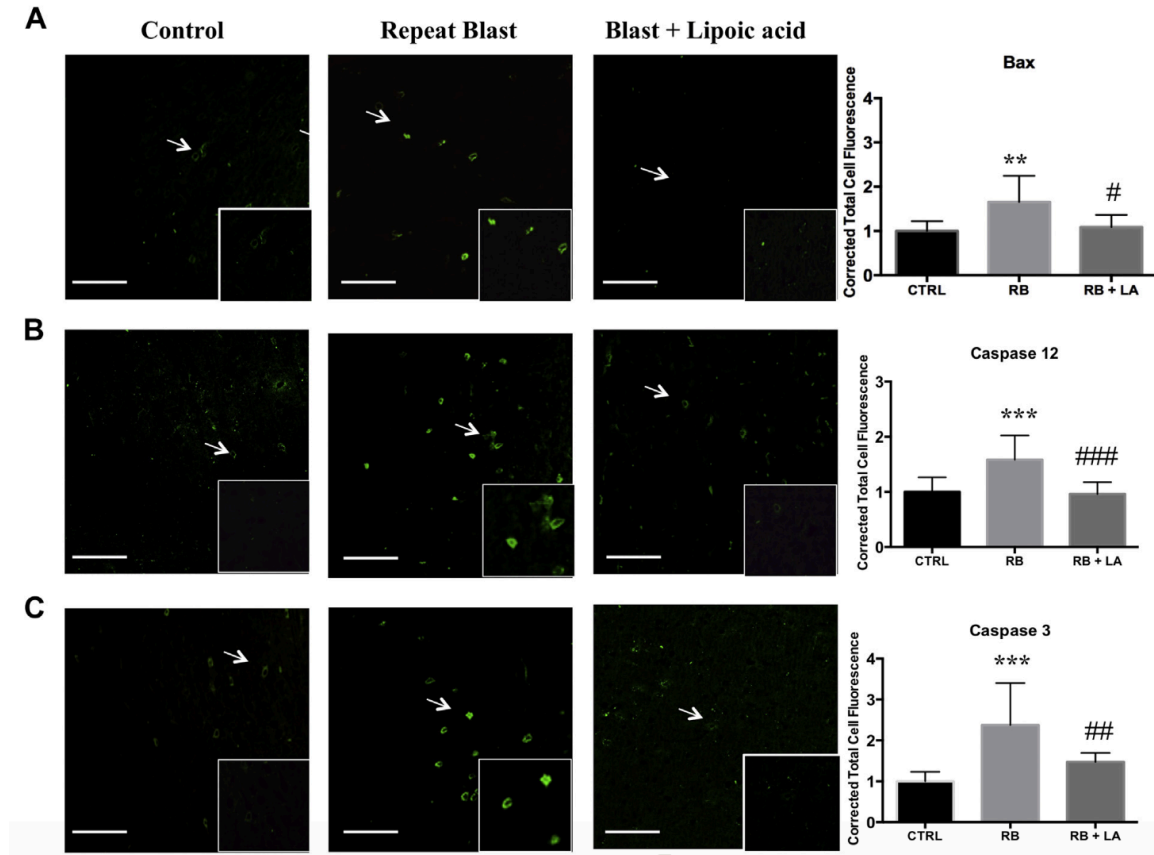 A
Control
Repeat Blast
Blast + Lipoic acid
Bax
Corrected Total Cell Fluorescence
4
3
2
1
0
**
#
CTRL
RB
RB + LA
B
Caspase 12
Corrected Total Cell Fluorescence
3
2
1
0
***
###
CTRL
RB
RB + LA
C
Caspase 3
Corrected Total Cell Fluorescence
4
3
2
1
0
***
##
CTRL
RB
RB + LA